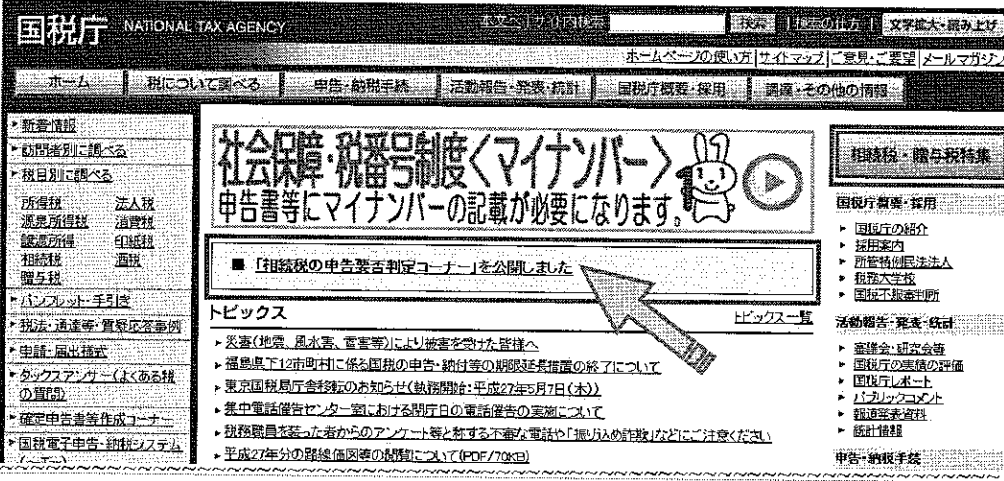 国税庁 NATIONAL TAX AGENCY
本文へ | サイト内検索 検索 | 検索の仕方 | 文字拡大・読み上げ
ホームページの使い方 | サイトマップ | ご意見・ご要望 | メールマガジン
ホーム 税について調べる 申告・納税手続 活動報告・発表・統計 国税庁概要・採用 調達・その他の情報
新着情報
訪問者別に調べる
税目別に調べる
所得税 法人税
源泉所得税 消費税
譲渡所得 印紙税
相続税 酒税
贈与税
パンフレット・手引き
税法・通達等・質疑応答事例
申請・届出様式
タックスアンサー(よくある税の質問)
確定申告書等作成コーナー
国税電子申告・納税システム
社会保障・税番号制度<マイナンバー>
申告書等にマイナンバーの記載が必要になります。
■ 「相続税の申告要否判定コーナー」を公開しました
トピックス トピックス一覧
災害(地震、風水害、雪害等)により被害を受けた皆様へ
福島県下12市町村に係る国税の申告・納付等の期限延長措置の終了について
東京国税局庁舎移転のお知らせ(執務開始:平成27年5月7日(木))
集中電話催告センター室における閉庁日の電話催告の実施について
税務職員を装った者からのアンケート等と称する不審な電話や「振り込め詐欺」などにご注意ください
平成27年分の路線価図等の閲覧について(PDF/70KB)
相続税・贈与税特集
国税庁概要・採用
国税庁の紹介
採用案内
所管特例民法法人
税務大学校
国税不服審判所
活動報告・発表・統計
審議会・研究会等
国税庁の実績の評価
国税庁レポート
パブリックコメント
報道発表資料
統計情報
申告・納税手続